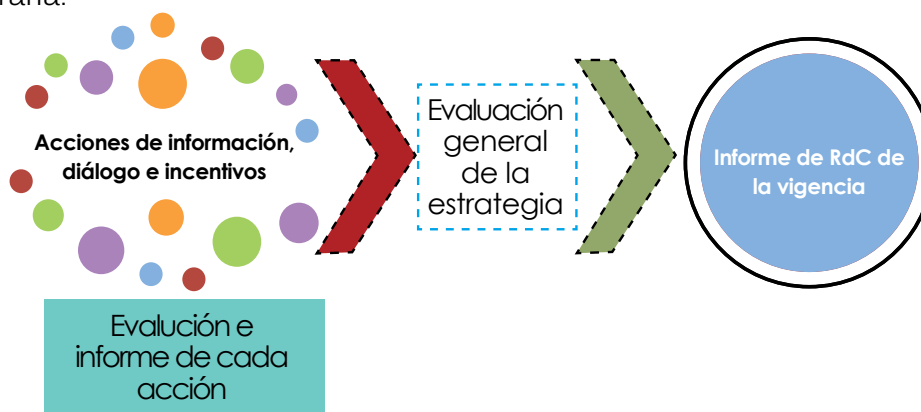 Acciones de información,
diálogo e incentivos
Evaluación
general
de la
estrategia
Informe de RdC de
la vigencia
Evalución e
informe de cada
acción